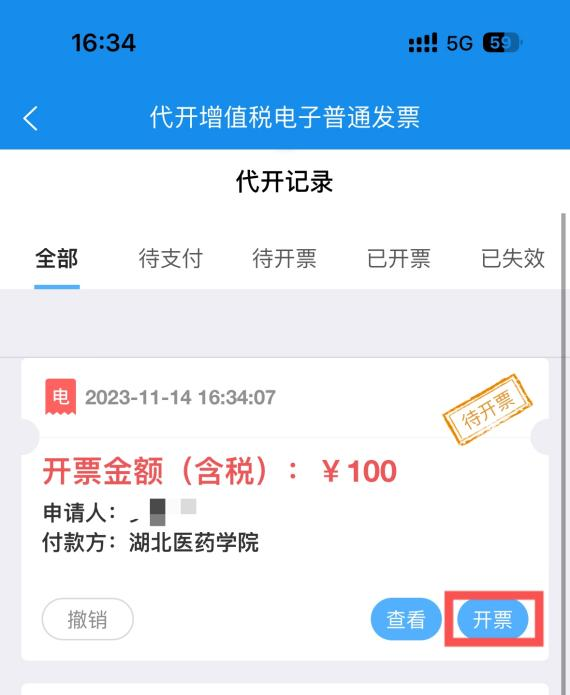 16:34 5G 59
代开增值税电子普通发票
代开记录
全部 待支付 待开票 已开票 已失效
电 2023-11-14 16:34:07
待开票
开票金额（含税）：￥100
申请人：
付款方：湖北医药学院
撤销 查看 开票